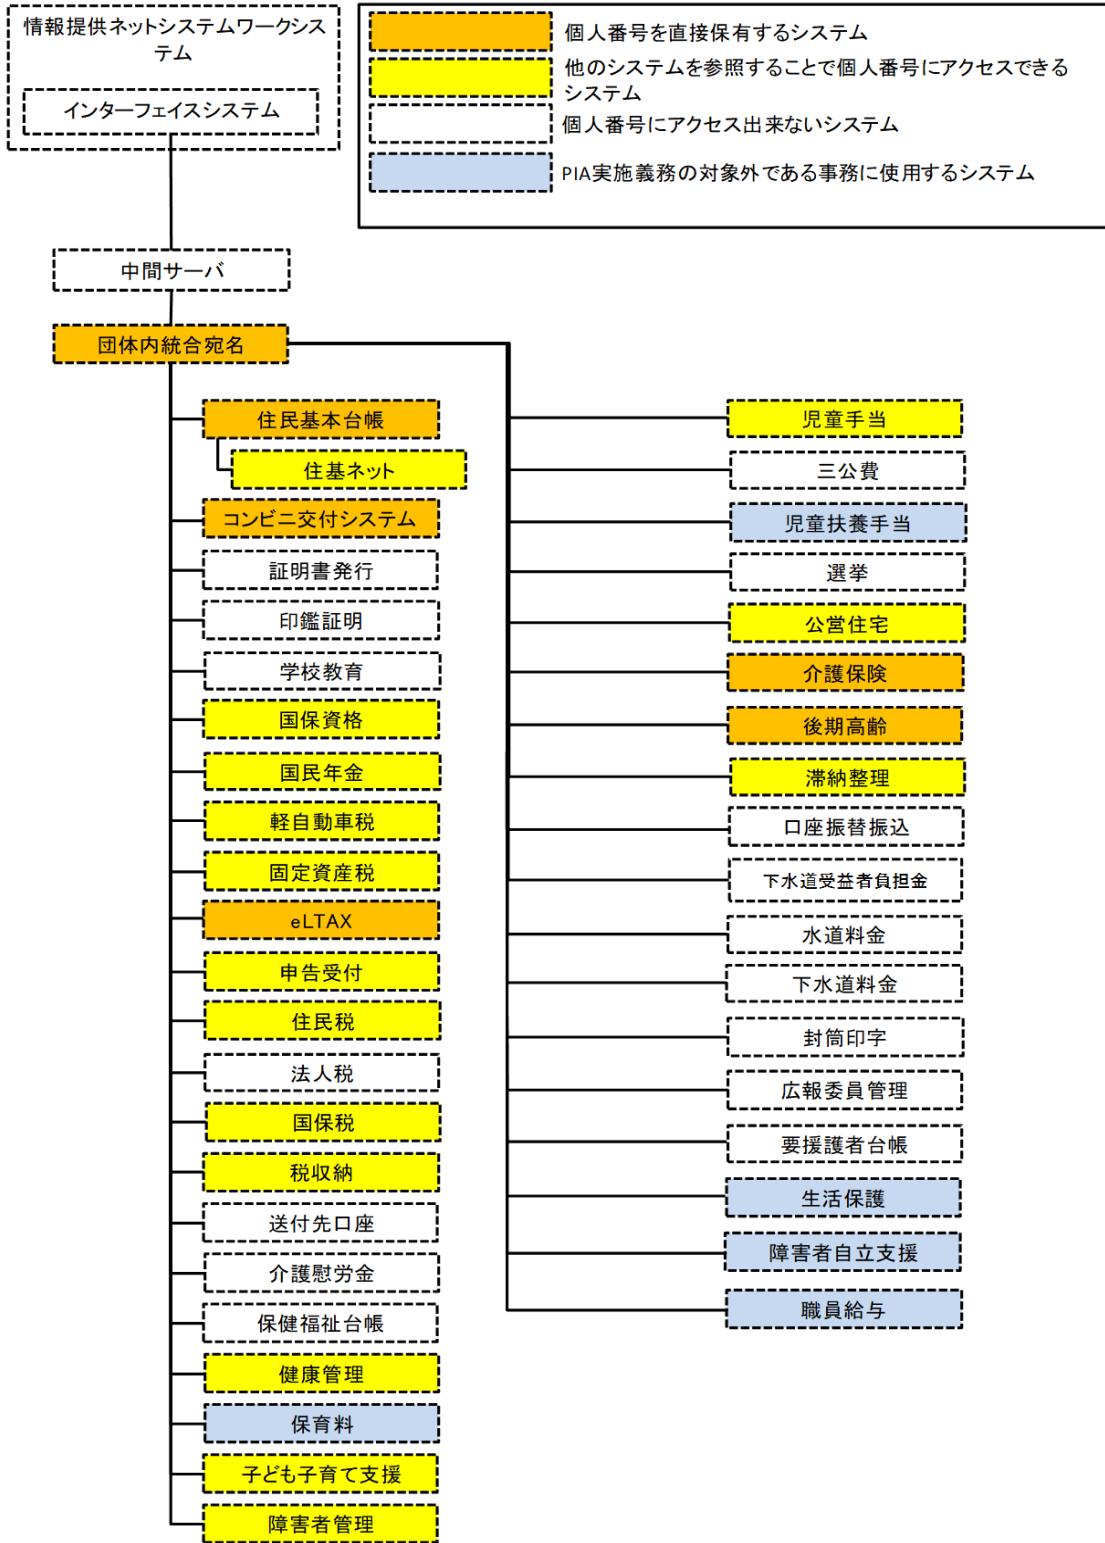 情報提供ネットシステムワークシス
テム
インターフェイスシステム
個人番号を直接保有するシステム
他のシステムを参照することで個人番号にアクセスできる
システム
個人番号にアクセス出来ないシステム
PIA実施義務の対象外である事務に使用するシステム
中間サーバ
団体内統合宛名
住民基本台帳
住基ネット
コンビニ交付システム
証明書発行
印鑑証明
学校教育
国保資格
国民年金
軽自動車税
固定資産税
eLTAX
申告受付
住民税
法人税
国保税
税収納
送付先口座
介護慰労金
保健福祉台帳
健康管理
保育料
子ども子育て支援
障害者管理
児童手当
三公費
児童扶養手当
選挙
公営住宅
介護保険
後期高齢
滞納整理
口座振替振込
下水道受益者負担金
水道料金
下水道料金
封筒印字
広報委員管理
要援護者台帳
生活保護
障害者自立支援
職員給与